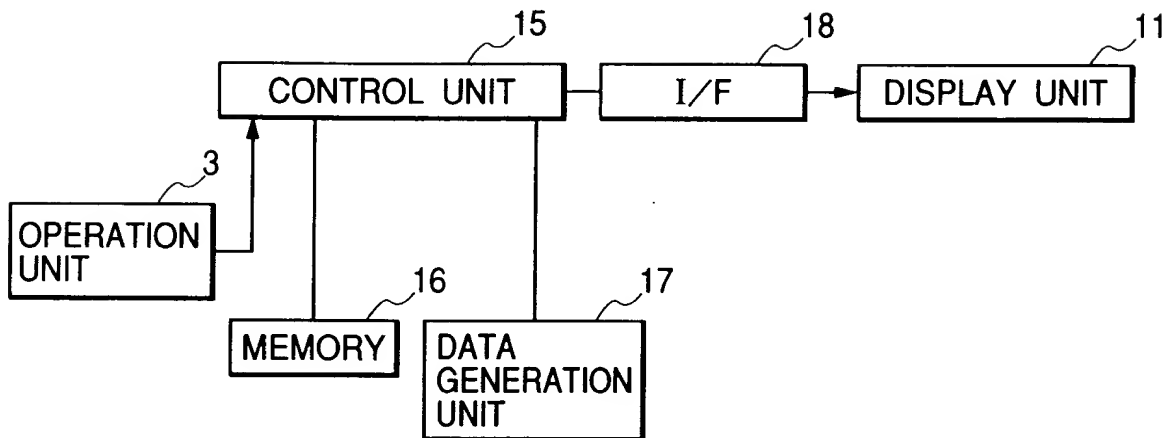 15
18
11
CONTROL UNIT
I/F
DISPLAY UNIT
3
OPERATION
UNIT
16
MEMORY
17
DATA
GENERATION
UNIT